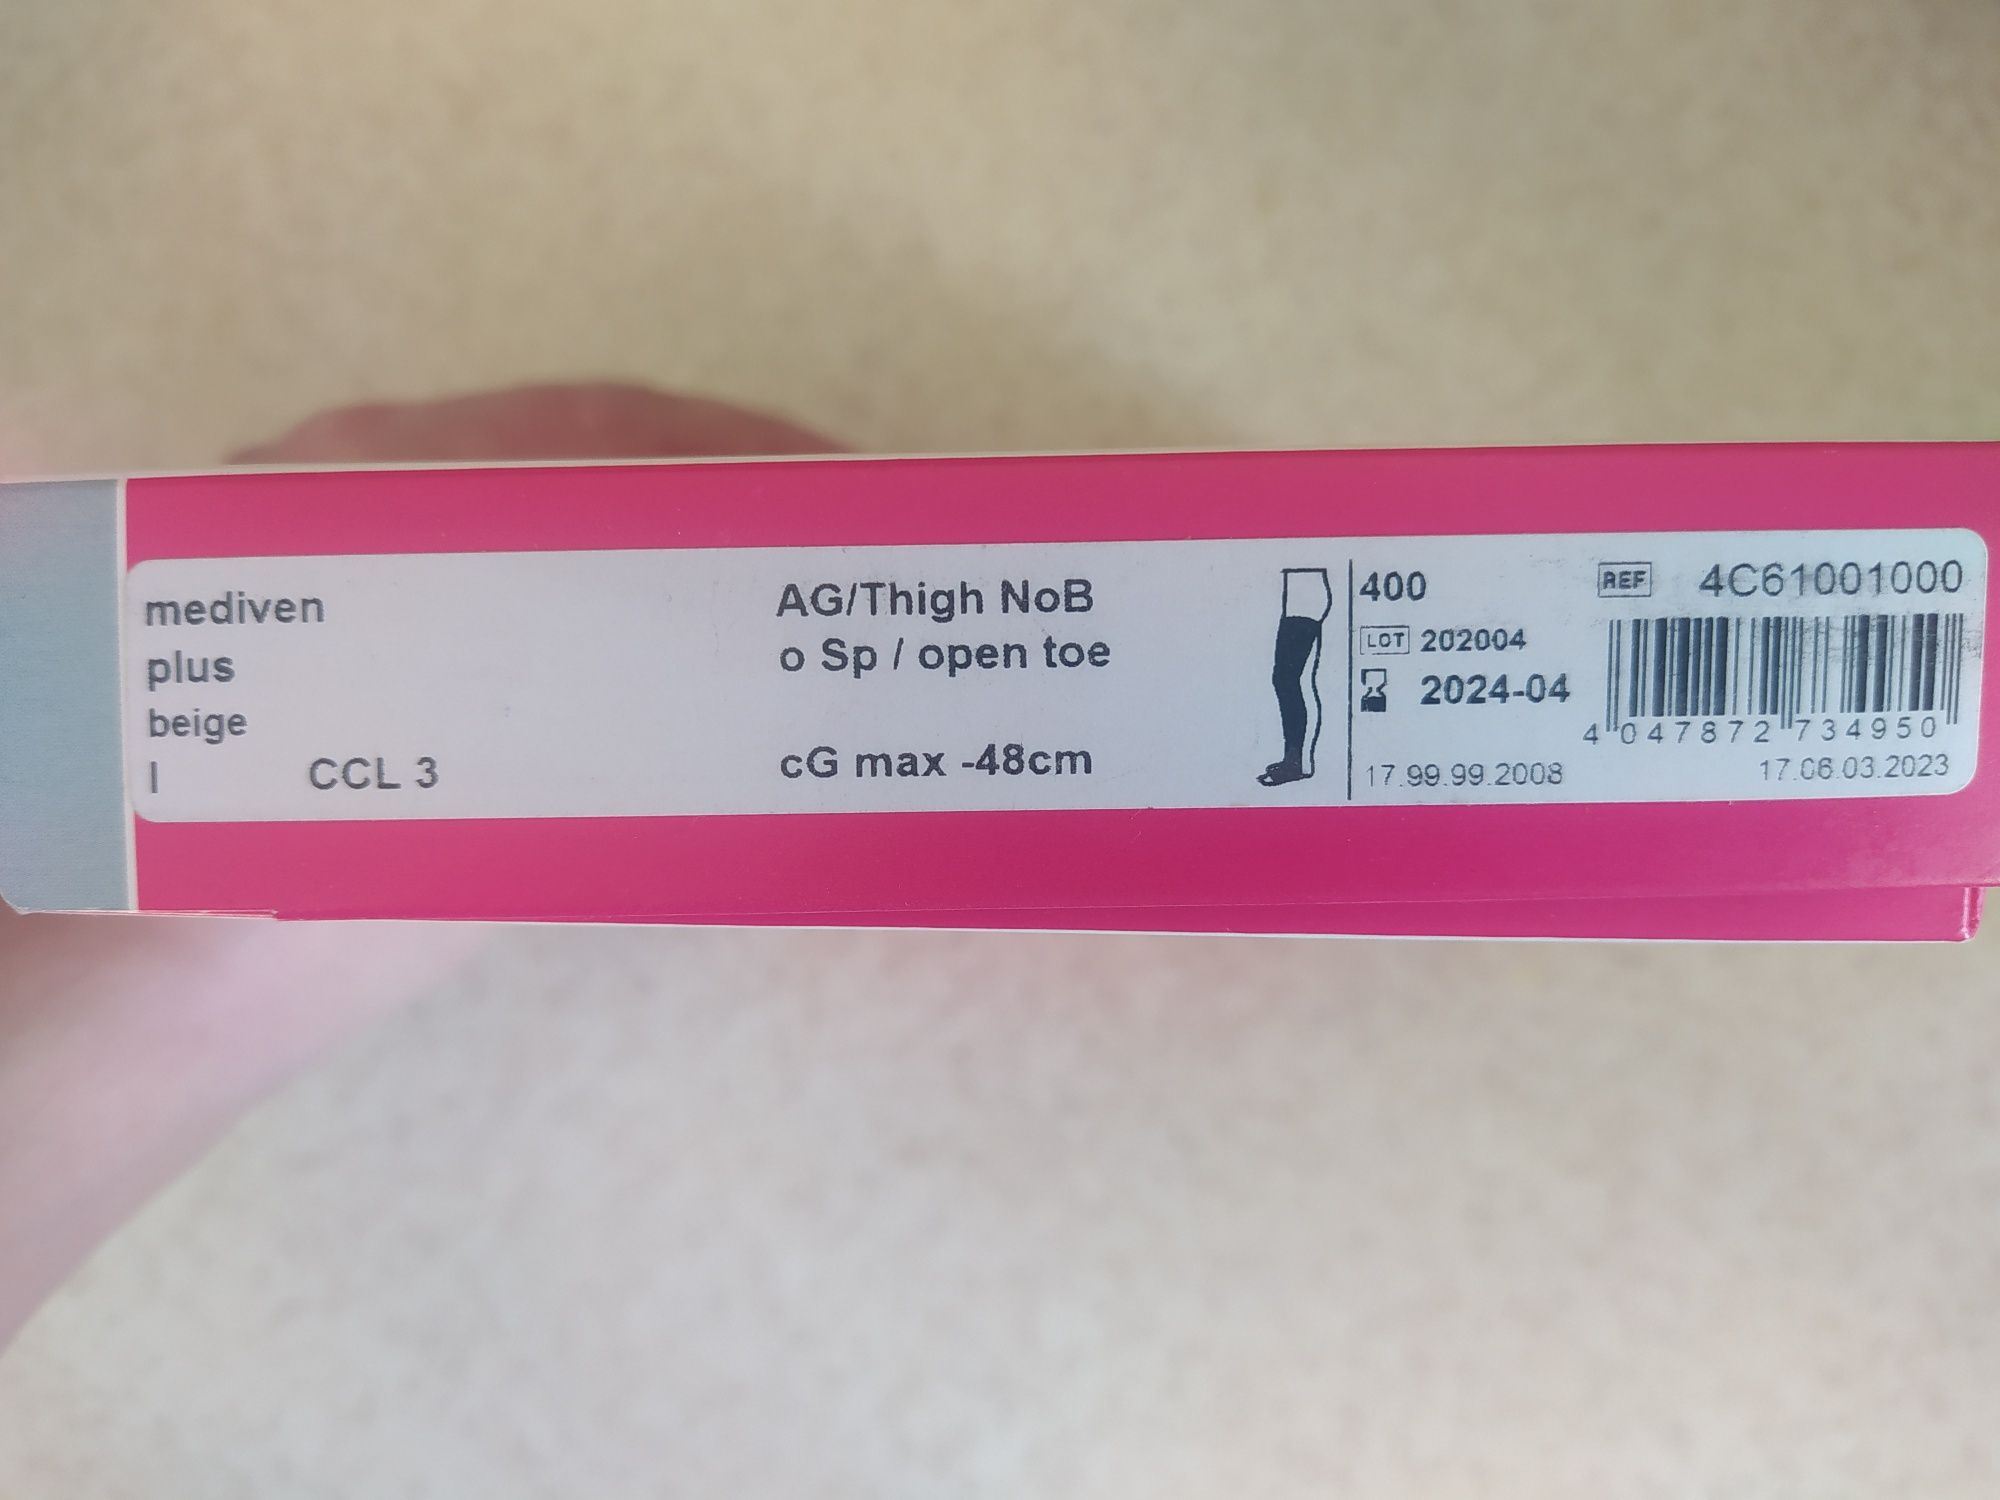 mediven
plus
beige
I CCL 3
AG/Thigh NoB
o Sp / open toe
cG max -48cm
400
LOT 202004
2024-04
17.99.99.2008
REF 4C61001000
4 047872 734950
17.06.03.2023